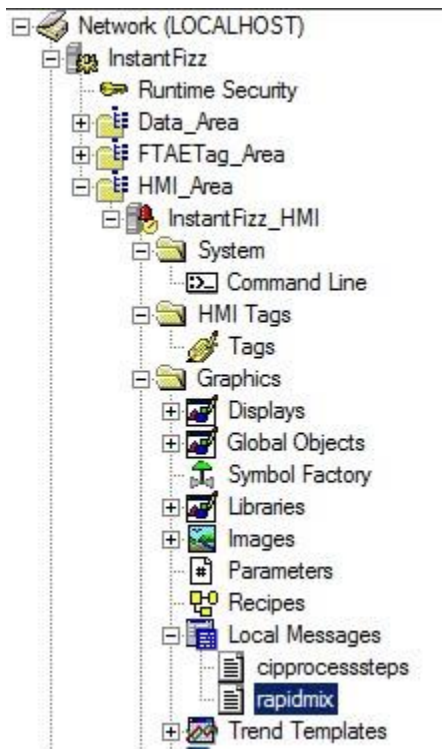 Network (LOCALHOST)
InstantFizz
Runtime Security
Data_Area
FTAETag_Area
HMI_Area
InstantFizz_HMI
System
Command Line
HMI Tags
Tags
Graphics
Displays
Global Objects
Symbol Factory
Libraries
Images
Parameters
Recipes
Local Messages
cipprocesssteps
rapidmix
Trend Templates